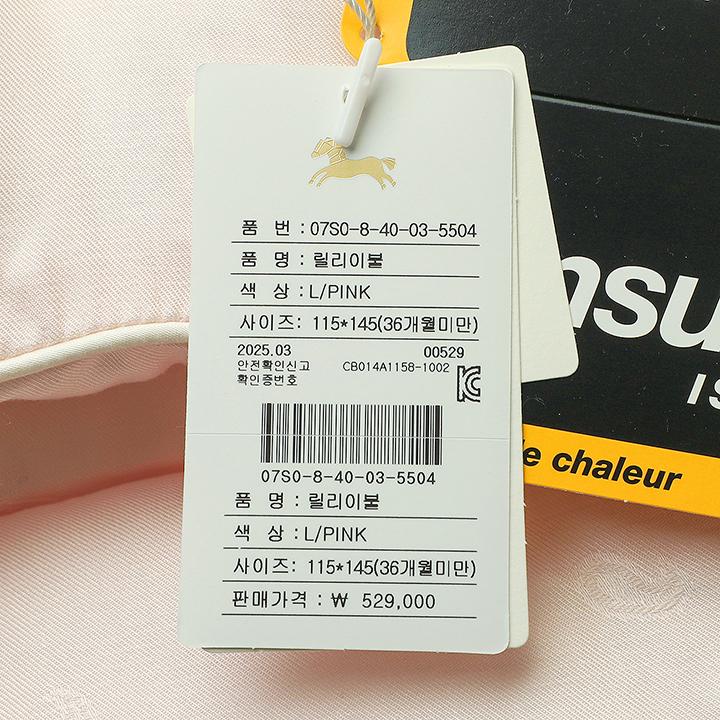 품 번 : 07S0-8-40-03-5504
품 명 : 릴리이불
색 상 : L/PINK
사이즈: 115*145(36개월미만)
2025.03 00529
안전확인신고 CB014A1158-1002
확인증번호
07S0-8-40-03-5504
품 명 : 릴리이불
색 상 : L/PINK
사이즈: 115*145(36개월미만)
판매가격 : ₩ 529,000
nsu
IS
e chaleur